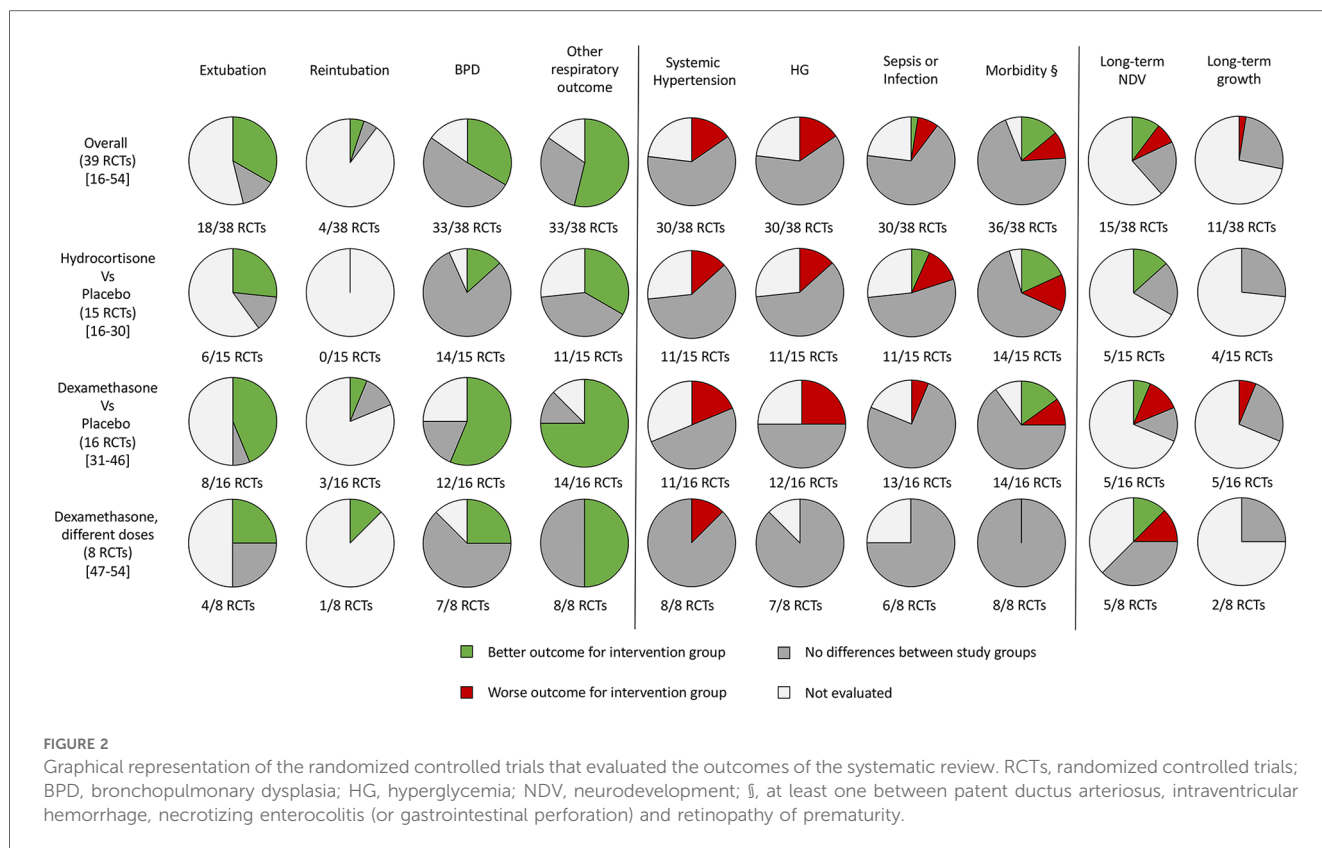 Extubation
Reintubation
BPD
Other
respiratory
outcome
Systemic
Hypertension
HG
Sepsis or
Infection
Morbidity §
Long-term
NDV
Long-term
growth
Overall
(39 RCTs)
[16-54]
18/38 RCTs
4/38 RCTs
33/38 RCTs
33/38 RCTs
30/38 RCTs
30/38 RCTs
30/38 RCTs
36/38 RCTs
15/38 RCTs
11/38 RCTs
Hydrocortisone
Vs
Placebo
(15 RCTs)
[16-30]
6/15 RCTs
0/15 RCTs
14/15 RCTs
11/15 RCTs
11/15 RCTs
11/15 RCTs
11/15 RCTs
14/15 RCTs
5/15 RCTs
4/15 RCTs
Dexamethasone
Vs
Placebo
(16 RCTs)
[31-46]
8/16 RCTs
3/16 RCTs
12/16 RCTs
14/16 RCTs
11/16 RCTs
12/16 RCTs
13/16 RCTs
14/16 RCTs
5/16 RCTs
5/16 RCTs
Dexamethasone,
different doses
(8 RCTs)
[47-54]
4/8 RCTs
1/8 RCTs
7/8 RCTs
8/8 RCTs
8/8 RCTs
7/8 RCTs
6/8 RCTs
8/8 RCTs
5/8 RCTs
2/8 RCTs
Better outcome for intervention group
No differences between study groups
Worse outcome for intervention group
Not evaluated
FIGURE 2
Graphical representation of the randomized controlled trials that evaluated the outcomes of the systematic review. RCTs, randomized controlled trials;
BPD, bronchopulmonary dysplasia; HG, hyperglycemia; NDV, neurodevelopment; §, at least one between patent ductus arteriosus, intraventricular
hemorrhage, necrotizing enterocolitis (or gastrointestinal perforation) and retinopathy of prematurity.